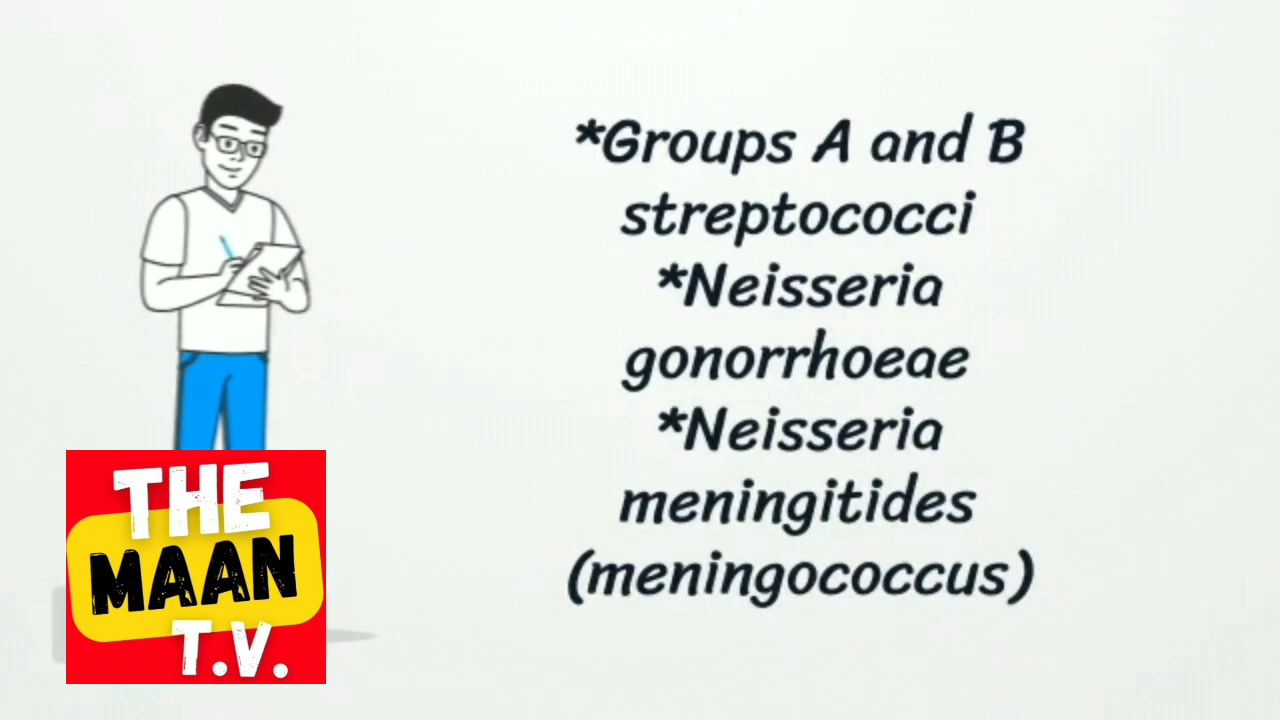 *Groups A and B
streptococci
*Neisseria
gonorrhoeae
*Neisseria
meningitides
(meningococcus)
THE
MAAN
T.V.